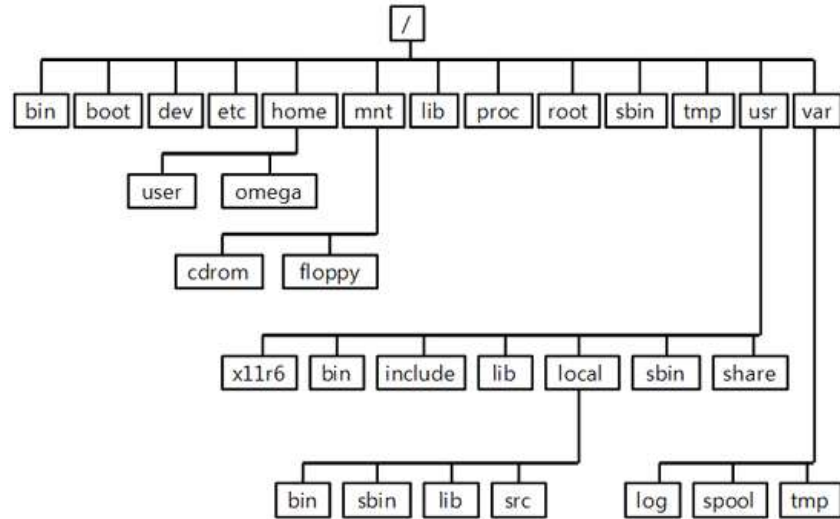 /
bin boot dev etc home mnt lib proc root sbin tmp usr var
user omega
cdrom floppy
x11r6 bin include lib local sbin share
bin sbin lib src log spool tmp